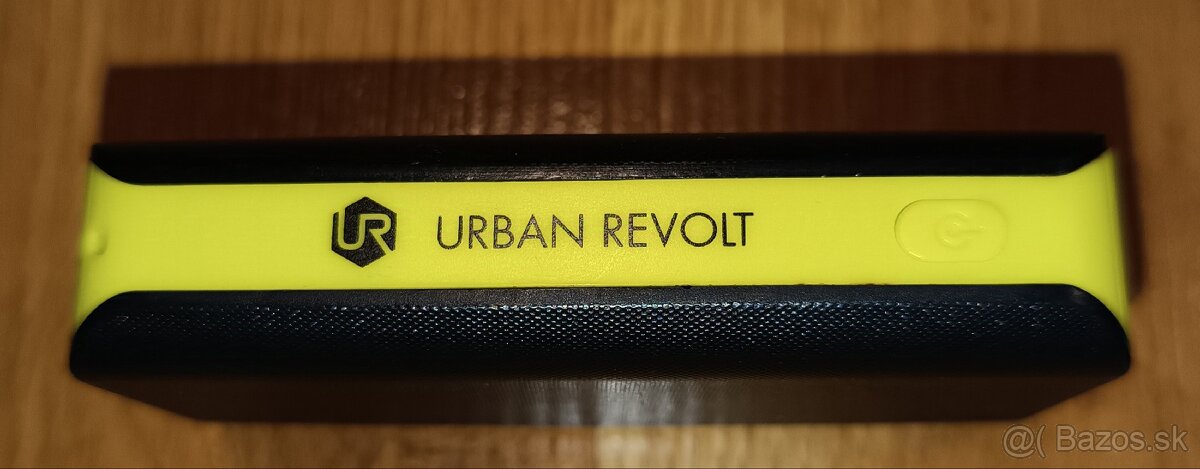 UR URBAN REVOLT
@( Bazos.sk